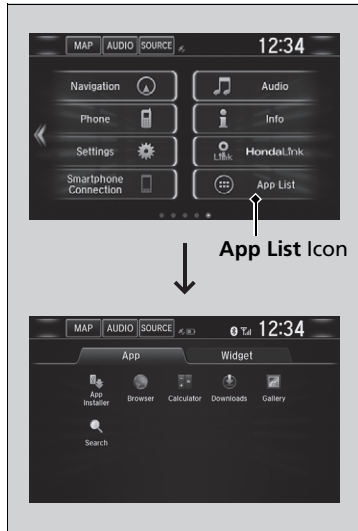 MAP AUDIO SOURCE 12:34
Navigation Audio
Phone Info
Settings Link HondaLink
Smartphone
Connection App List
App List Icon
MAP AUDIO SOURCE 12:34
App Widget
App
Installer Browser Calculator Downloads Gallery
Search